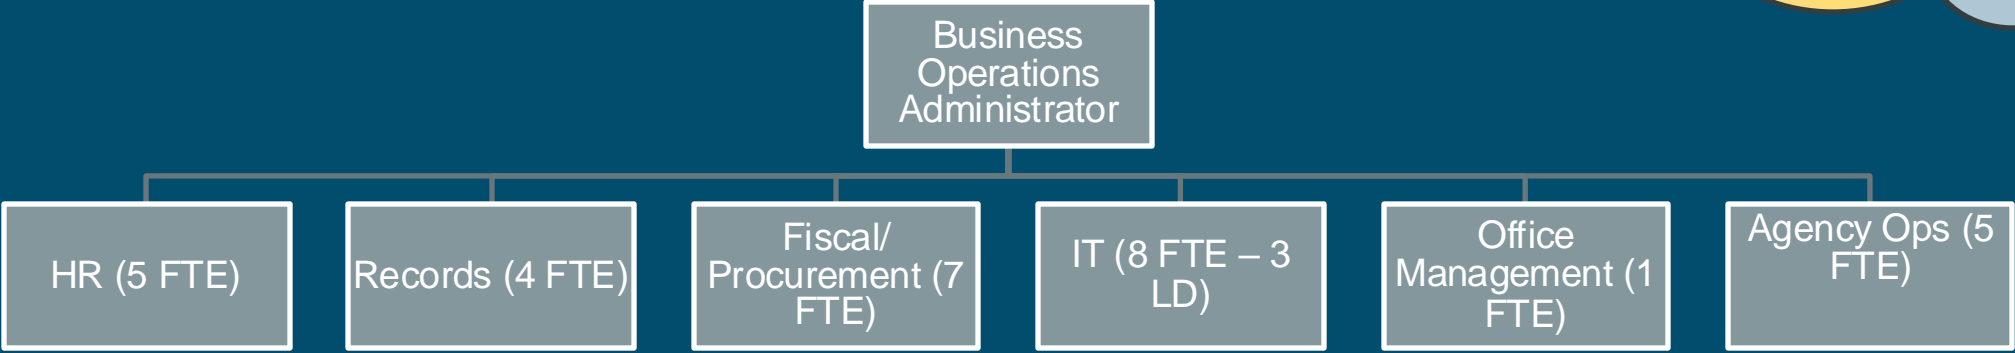 Business
Operations
Administrator
HR (5 FTE)
Records (4 FTE)
Fiscal/
Procurement (7
FTE)
IT (8 FTE – 3
LD)
Office
Management (1
FTE)
Agency Ops (5
FTE)